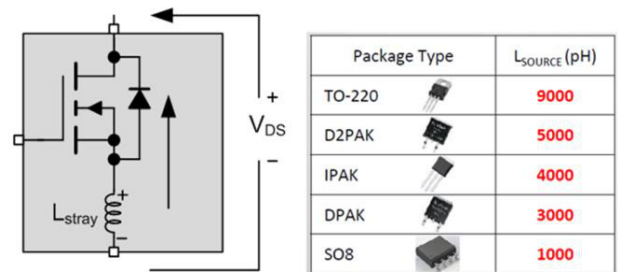 +
V_DS
−
+
L_stray
−
Package Type L_SOURCE (pH)
TO-220 9000
D2PAK 5000
IPAK 4000
DPAK 3000
SO8 1000